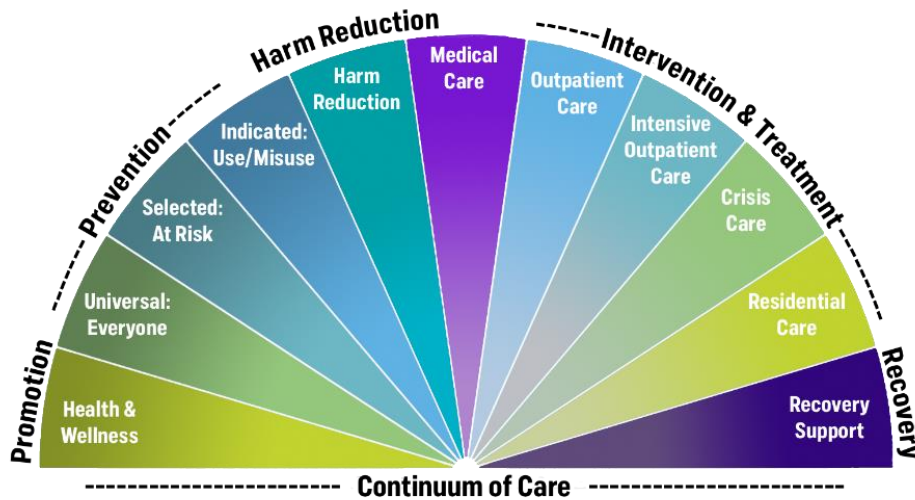 Promotion
Prevention
Harm Reduction
Intervention & Treatment
Recovery
Health &
Wellness
Universal:
Everyone
Selected:
At Risk
Indicated:
Use/Misuse
Harm
Reduction
Medical
Care
Outpatient
Care
Intensive
Outpatient
Care
Crisis
Care
Residential
Care
Recovery
Support
Continuum of Care